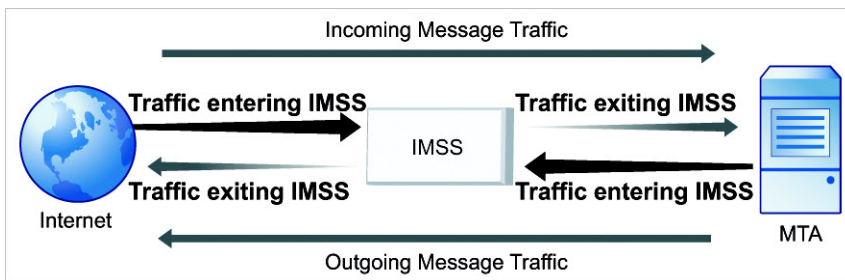 Incoming Message Traffic
Traffic entering IMSS
Traffic exiting IMSS
IMSS
Traffic exiting IMSS
Traffic entering IMSS
Internet
MTA
Outgoing Message Traffic